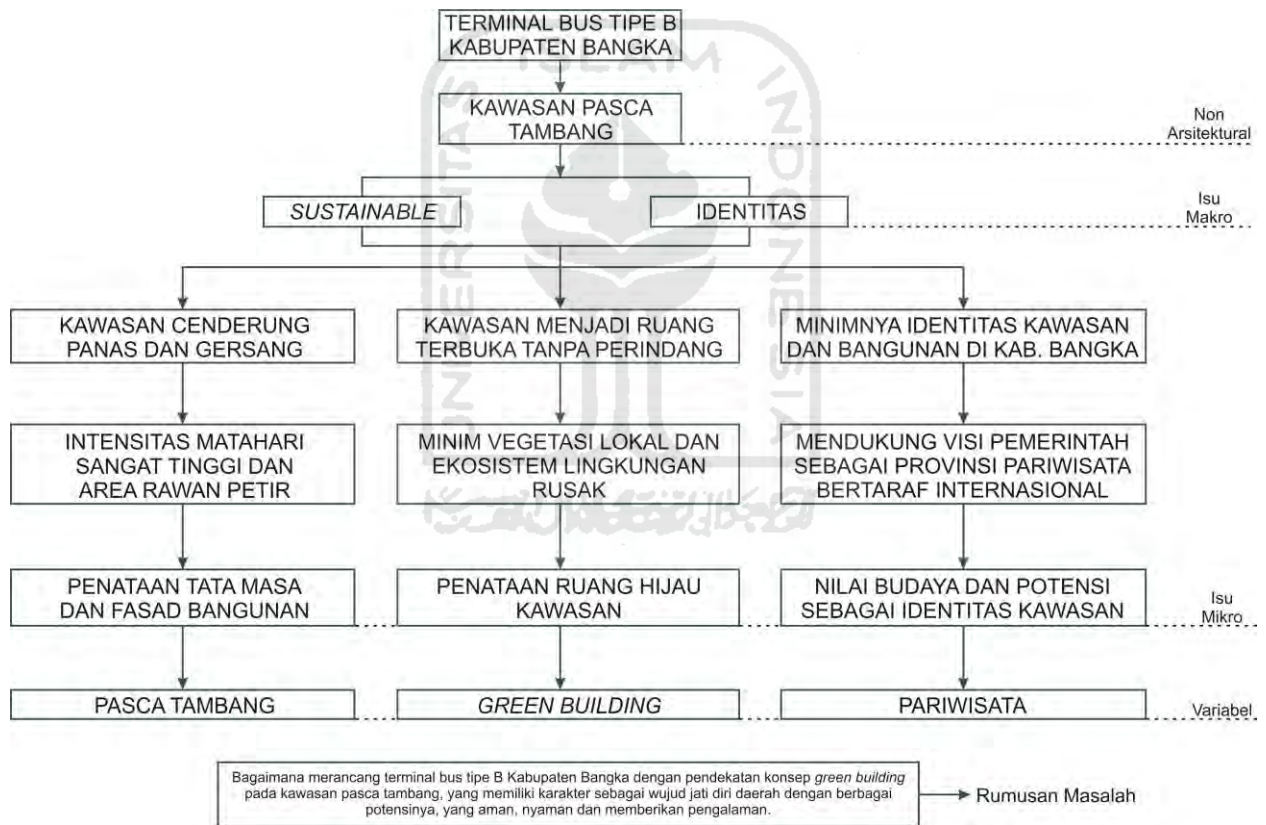 TERMINAL BUS TIPE B
KABUPATEN BANGKA
KAWASAN PASCA
TAMBANG
Non
Arsitektural
SUSTAINABLE
IDENTITAS
Isu
Makro
KAWASAN CENDERUNG
PANAS DAN GERSANG
KAWASAN MENJADI RUANG
TERBUKA TANPA PERINDANG
MINIMNYA IDENTITAS KAWASAN
DAN BANGUNAN DI KAB. BANGKA
INTENSITAS MATAHARI
SANGAT TINGGI DAN
AREA RAWAN PETIR
MINIM VEGETASI LOKAL DAN
EKOSISTEM LINGKUNGAN
RUSAK
MENDUKUNG VISI PEMERINTAH
SEBAGAI PROVINSI PARIWISATA
BERTARAF INTERNASIONAL
PENATAAN TATA MASA
DAN FASAD BANGUNAN
PENATAAN RUANG HIJAU
KAWASAN
NILAI BUDAYA DAN POTENSI
SEBAGAI IDENTITAS KAWASAN
Isu
Mikro
PASCA TAMBANG
GREEN BUILDING
PARIWISATA
Variabel
Bagaimana merancang terminal bus tipe B Kabupaten Bangka dengan pendekatan konsep green building
pada kawasan pasca tambang, yang memiliki karakter sebagai wujud jati diri daerah dengan berbagai
potensinya, yang aman, nyaman dan memberikan pengalaman.
Rumusan Masalah
UNIVERSITAS ISLAM INDONESIA